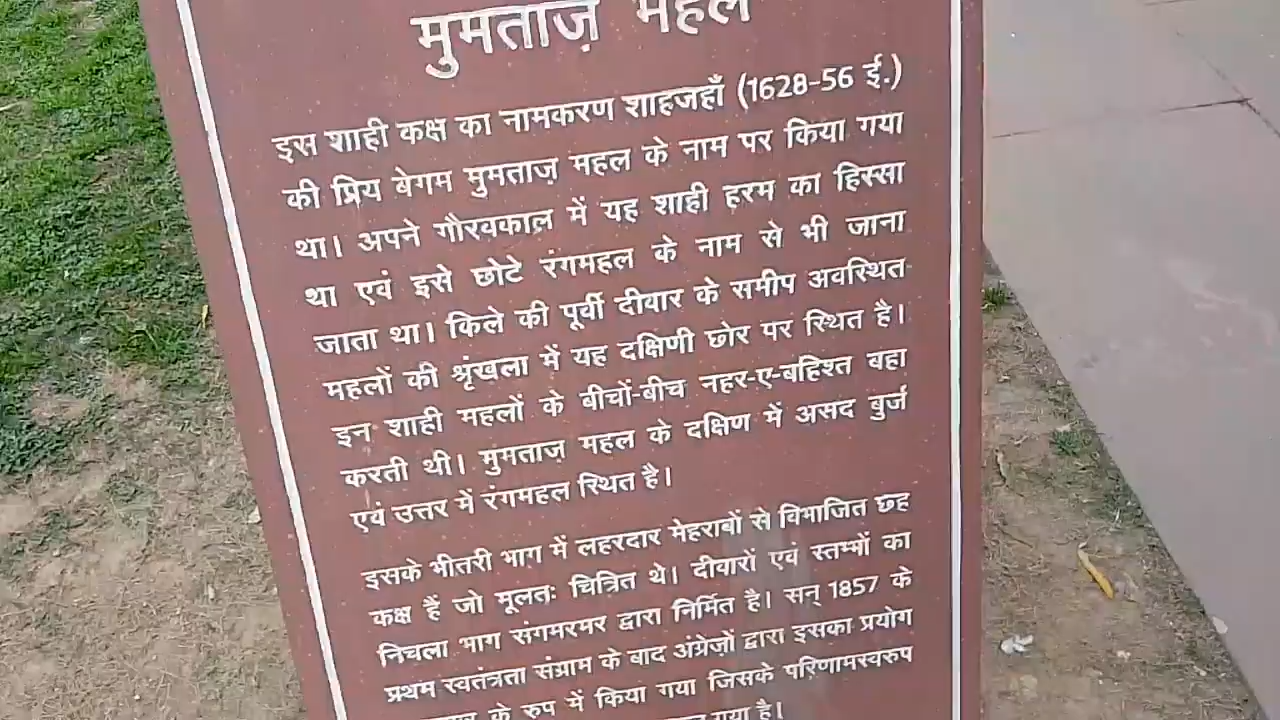 मुमताज़ महल
इस शाही कक्ष का नामकरण शाहजहाँ (1628-56 ई.)
की प्रिय बेगम मुमताज़ महल के नाम पर किया गया
था। अपने गौरवकाल में यह शाही हरम का हिस्सा
था एवं इसे छोटे रंगमहल के नाम से भी जाना
जाता था। किले की पूर्वी दीवार के समीप अवस्थित
महलों की श्रृंखला में यह दक्षिणी छोर पर स्थित है।
इन शाही महलों के बीचों-बीच नहर-ए-बहिश्त बहा
करती थी। मुमताज़ महल के दक्षिण में असद बुर्ज
एवं उत्तर में रंगमहल स्थित है।
इसके भीतरी भाग में लहरदार मेहराबों से विभाजित छह
कक्ष हैं जो मूलतः चित्रित थे। दीवारों एवं स्तम्भों का
निचला भाग संगमरमर द्वारा निर्मित है। सन् 1857 के
प्रथम स्वतंत्रता संग्राम के बाद अंग्रेज़ों द्वारा इसका प्रयोग
के रुप में किया गया जिसके परिणामस्वरुप
गया है।